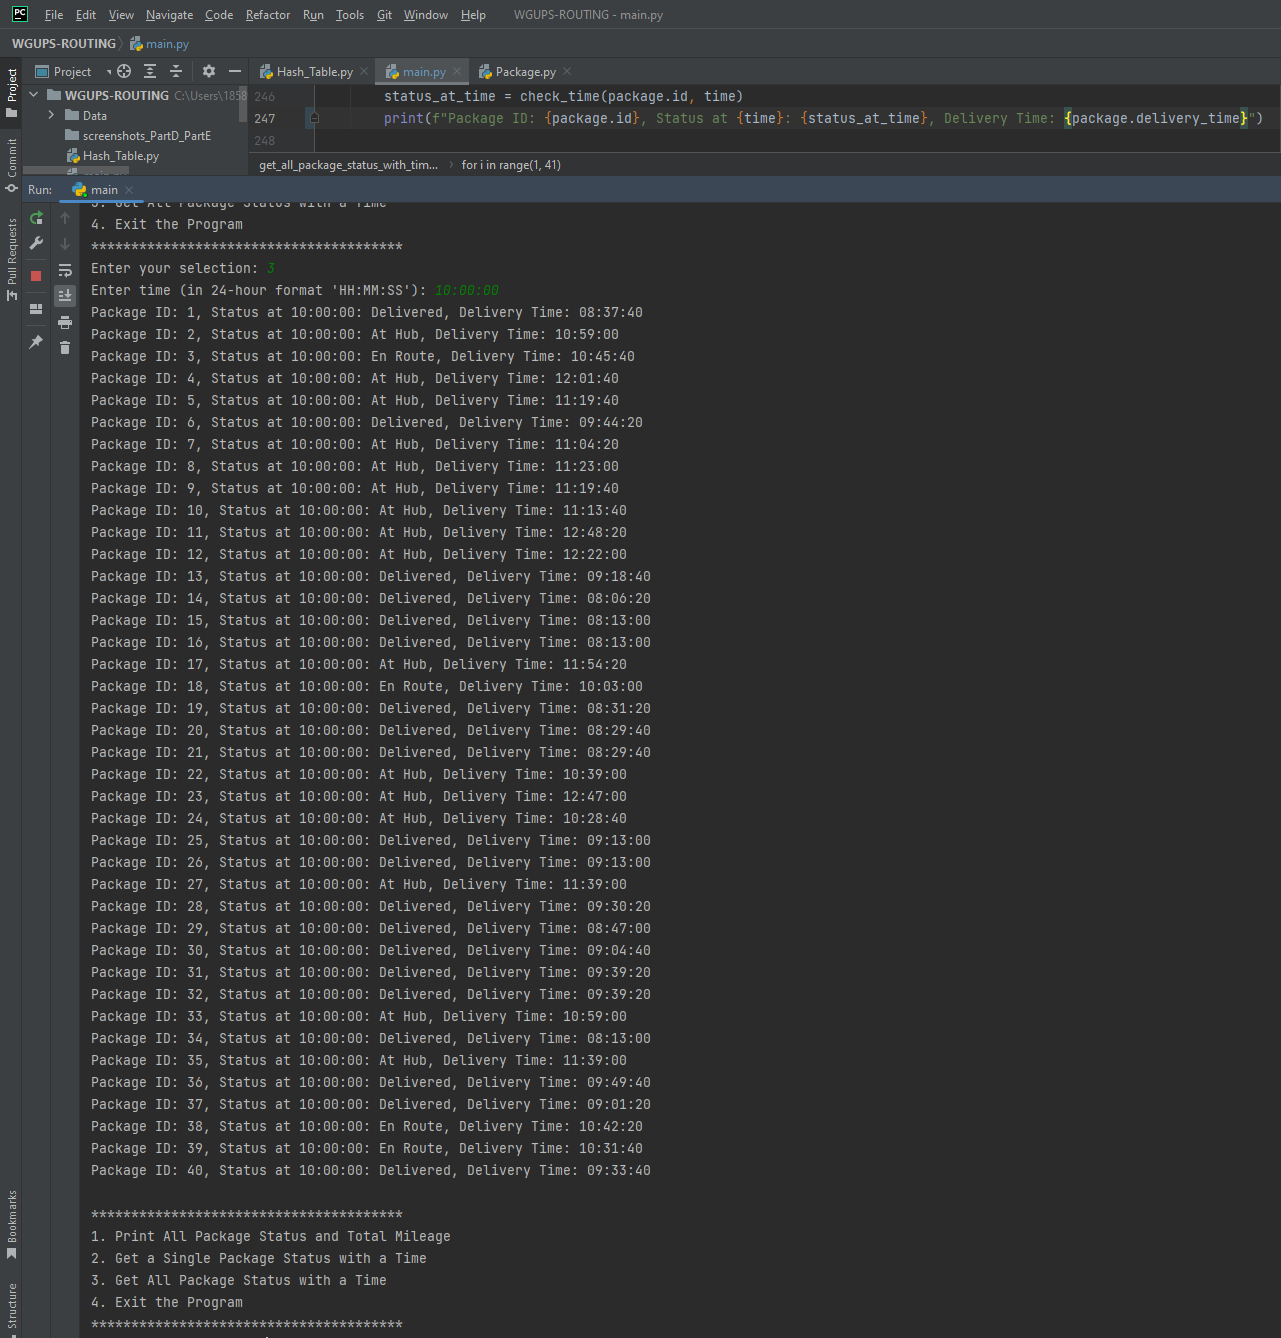 File Edit View Navigate Code Refactor Run Tools Git Window Help WGUPS-ROUTING - main.py
WGUPS-ROUTING main.py
Project Hash_Table.py main.py Package.py
WGUPS-ROUTING C:\Users\1858
Data
screenshots_PartD_PartE
Hash_Table.py
246 status_at_time = check_time(package.id, time)
247 print(f"Package ID: {package.id}, Status at {time}: {status_at_time}, Delivery Time: {package.delivery_time}")
248
get_all_package_status_with_tim... for i in range(1, 41)
Project
Commit
Pull Requests
Bookmarks
Structure
Run: main
3. Get All Package Status with a Time
4. Exit the Program
***************************************
Enter your selection: 3
Enter time (in 24-hour format 'HH:MM:SS'): 10:00:00
Package ID: 1, Status at 10:00:00: Delivered, Delivery Time: 08:37:40
Package ID: 2, Status at 10:00:00: At Hub, Delivery Time: 10:59:00
Package ID: 3, Status at 10:00:00: En Route, Delivery Time: 10:45:40
Package ID: 4, Status at 10:00:00: At Hub, Delivery Time: 12:01:40
Package ID: 5, Status at 10:00:00: At Hub, Delivery Time: 11:19:40
Package ID: 6, Status at 10:00:00: Delivered, Delivery Time: 09:44:20
Package ID: 7, Status at 10:00:00: At Hub, Delivery Time: 11:04:20
Package ID: 8, Status at 10:00:00: At Hub, Delivery Time: 11:23:00
Package ID: 9, Status at 10:00:00: At Hub, Delivery Time: 11:19:40
Package ID: 10, Status at 10:00:00: At Hub, Delivery Time: 11:13:40
Package ID: 11, Status at 10:00:00: At Hub, Delivery Time: 12:48:20
Package ID: 12, Status at 10:00:00: At Hub, Delivery Time: 12:22:00
Package ID: 13, Status at 10:00:00: Delivered, Delivery Time: 09:18:40
Package ID: 14, Status at 10:00:00: Delivered, Delivery Time: 08:06:20
Package ID: 15, Status at 10:00:00: Delivered, Delivery Time: 08:13:00
Package ID: 16, Status at 10:00:00: Delivered, Delivery Time: 08:13:00
Package ID: 17, Status at 10:00:00: At Hub, Delivery Time: 11:54:20
Package ID: 18, Status at 10:00:00: En Route, Delivery Time: 10:03:00
Package ID: 19, Status at 10:00:00: Delivered, Delivery Time: 08:31:20
Package ID: 20, Status at 10:00:00: Delivered, Delivery Time: 08:29:40
Package ID: 21, Status at 10:00:00: Delivered, Delivery Time: 08:29:40
Package ID: 22, Status at 10:00:00: At Hub, Delivery Time: 10:39:00
Package ID: 23, Status at 10:00:00: At Hub, Delivery Time: 12:47:00
Package ID: 24, Status at 10:00:00: At Hub, Delivery Time: 10:28:40
Package ID: 25, Status at 10:00:00: Delivered, Delivery Time: 09:13:00
Package ID: 26, Status at 10:00:00: Delivered, Delivery Time: 09:13:00
Package ID: 27, Status at 10:00:00: At Hub, Delivery Time: 11:39:00
Package ID: 28, Status at 10:00:00: Delivered, Delivery Time: 09:30:20
Package ID: 29, Status at 10:00:00: Delivered, Delivery Time: 08:47:00
Package ID: 30, Status at 10:00:00: Delivered, Delivery Time: 09:04:40
Package ID: 31, Status at 10:00:00: Delivered, Delivery Time: 09:39:20
Package ID: 32, Status at 10:00:00: Delivered, Delivery Time: 09:39:20
Package ID: 33, Status at 10:00:00: At Hub, Delivery Time: 10:59:00
Package ID: 34, Status at 10:00:00: Delivered, Delivery Time: 08:13:00
Package ID: 35, Status at 10:00:00: At Hub, Delivery Time: 11:39:00
Package ID: 36, Status at 10:00:00: Delivered, Delivery Time: 09:49:40
Package ID: 37, Status at 10:00:00: Delivered, Delivery Time: 09:01:20
Package ID: 38, Status at 10:00:00: En Route, Delivery Time: 10:42:20
Package ID: 39, Status at 10:00:00: En Route, Delivery Time: 10:31:40
Package ID: 40, Status at 10:00:00: Delivered, Delivery Time: 09:33:40
***************************************
1. Print All Package Status and Total Mileage
2. Get a Single Package Status with a Time
3. Get All Package Status with a Time
4. Exit the Program
***************************************